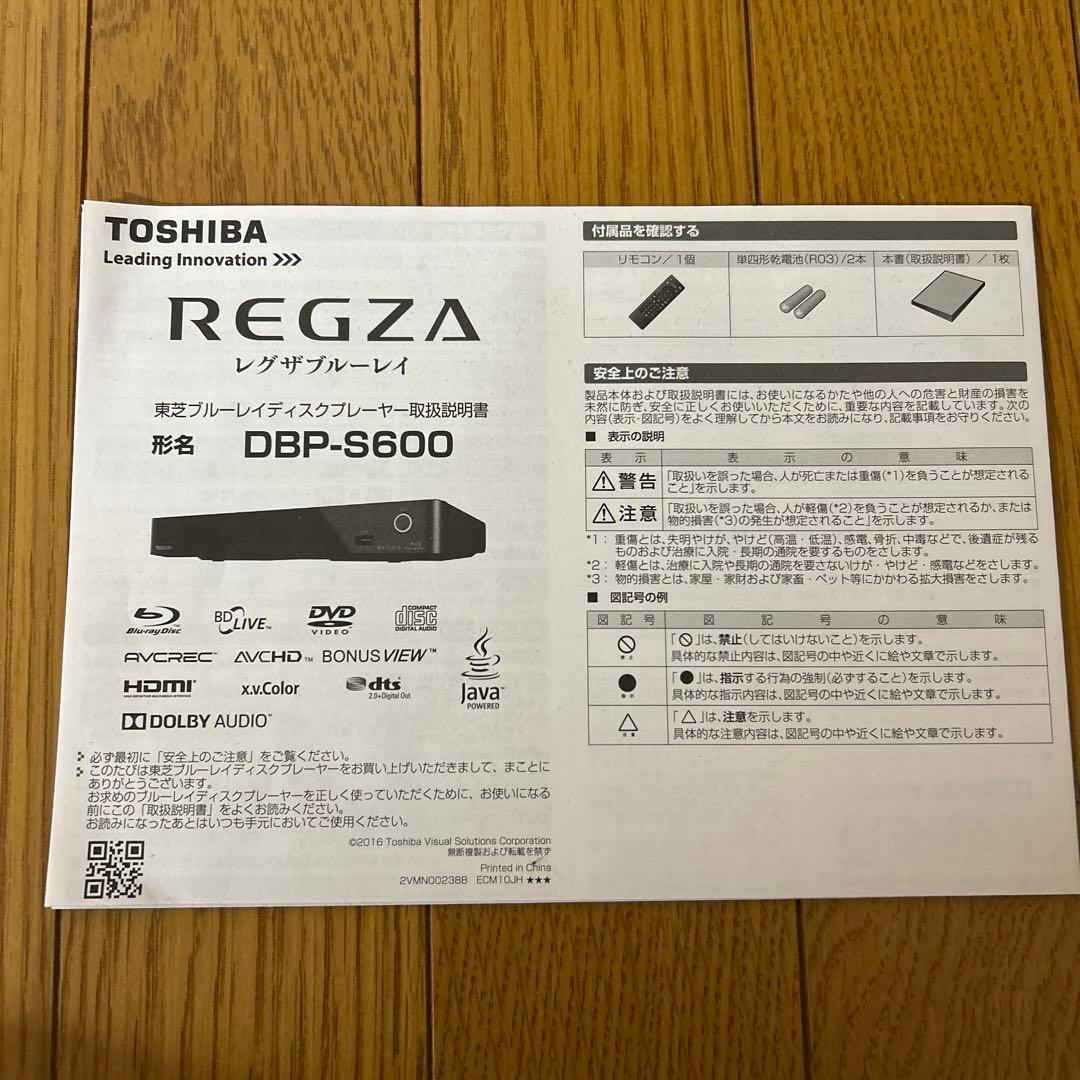 TOSHIBA
Leading Innovation >>>
REGZA
レグザブルーレイ
東芝ブルーレイディスクプレーヤー取扱説明書
形名 DBP-S600
TOSHIBA
REGZA
Blu-ray Disc™
BD LIVE™
DVD VIDEO™
COMPACT disc DIGITAL AUDIO
AVCREC™ AVCHD™ BONUS VIEW™
HDMI® HIGH-DEFINITION MULTIMEDIA INTERFACE
x.v.Color
dts™ 2.0+Digital Out
Java™ POWERED
DOLBY AUDIO™
必ず最初に「安全上のご注意」をご覧ください。
このたびは東芝ブルーレイディスクプレーヤーをお買い上げいただきまして、まことに
ありがとうございます。
お求めのブルーレイディスクプレーヤーを正しく使っていただくために、お使いになる
前にこの「取扱説明書」をよくお読みください。
お読みになったあとはいつも手元においてご使用ください。
©2016 Toshiba Visual Solutions Corporation
無断複製および転載を禁ず
Printed in China
2VMN00238B ECM10JH ★★★
付属品を確認する
リモコン／1個 単四形乾電池(R03)/2本 本書(取扱説明書)／1枚
安全上のご注意
製品本体および取扱説明書には、お使いになるかたや他の人への危害と財産の損害を
未然に防ぎ、安全に正しくお使いいただくために、重要な内容を記載しています。次の
内容(表示・図記号)をよく理解してから本文をお読みになり、記載事項をお守りください。
■ 表示の説明
表示 表示の意味
⚠警告 「取扱いを誤った場合、人が死亡または重傷(*1)を負うことが想定される
こと」を示します。
⚠注意 「取扱いを誤った場合、人が軽傷(*2)を負うことが想定されるか、または
物的損害(*3)の発生が想定されること」を示します。
*1： 重傷とは、失明やけが、やけど(高温・低温)、感電、骨折、中毒などで、後遺症が残る
ものおよび治療に入院・長期の通院を要するものをさします。
*2： 軽傷とは、治療に入院や長期の通院を要さないけが・やけど・感電などをさします。
*3： 物的損害とは、家屋・家財および家畜・ペット等にかかわる拡大損害をさします。
■ 図記号の例
図記号 図記号の意味
禁止 「🚫」は、禁止(してはいけないこと)を示します。
具体的な禁止内容は、図記号の中や近くに絵や文章で示します。
指示 「●」は、指示する行為の強制(必ずすること)を示します。
具体的な指示内容は、図記号の中や近くに絵や文章で示します。
注意 「△」は、注意を示します。
具体的な注意内容は、図記号の中や近くに絵や文章で示します。